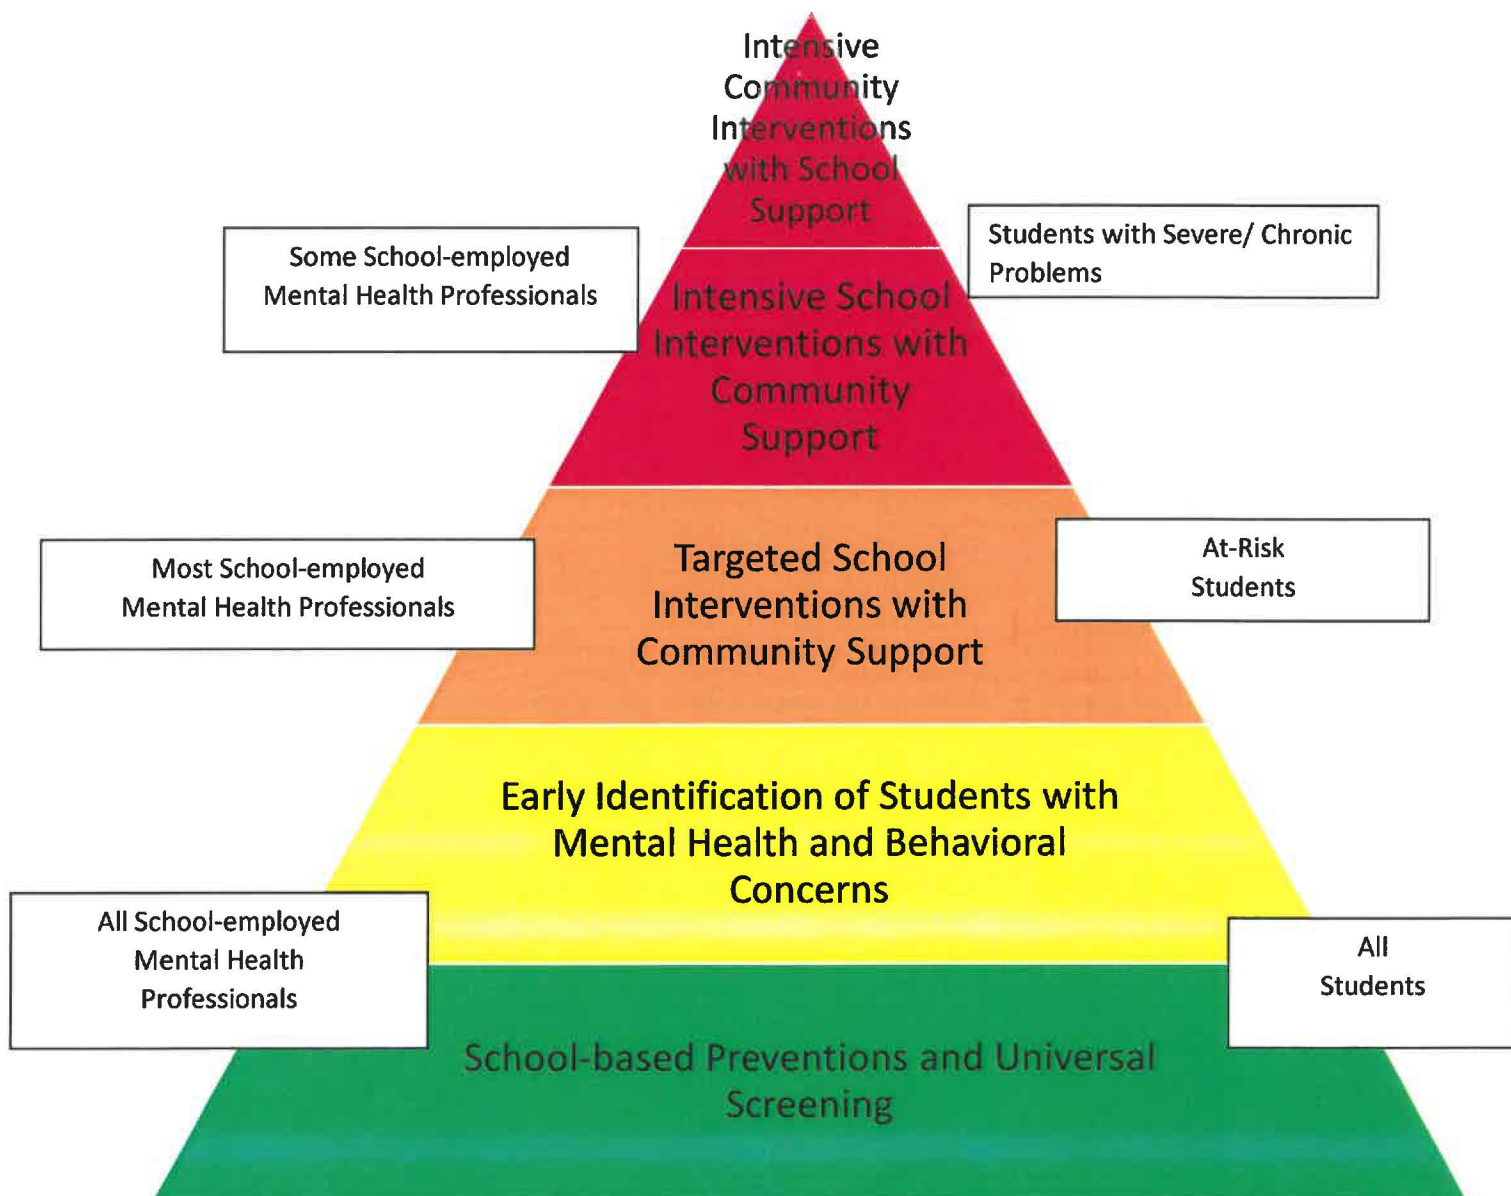 Intensive
Community
Interventions
with School
Support
Some School-employed
Mental Health Professionals
Students with Severe/ Chronic
Problems
Intensive School
Interventions with
Community
Support
Most School-employed
Mental Health Professionals
Targeted School
Interventions with
Community Support
At-Risk
Students
Early Identification of Students with
Mental Health and Behavioral
Concerns
All School-employed
Mental Health
Professionals
All
Students
School-based Preventions and Universal
Screening